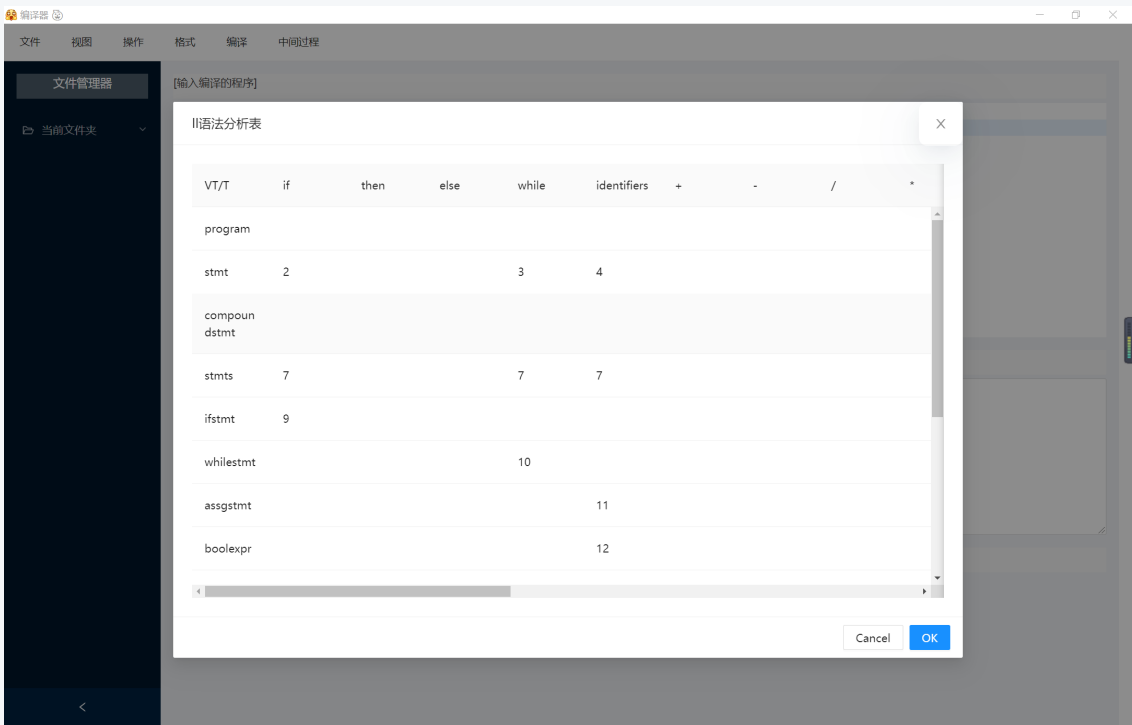 编译器
文件 视图 操作 格式 编译 中间过程
文件管理器
[输入编译的程序]
当前文件夹
ll语法分析表
VT/T if then else while identifiers + - / *
program
stmt 2 3 4
compoun
dstmt
stmts 7 7 7
ifstmt 9
whilestmt 10
assgstmt 11
boolexpr 12
Cancel OK